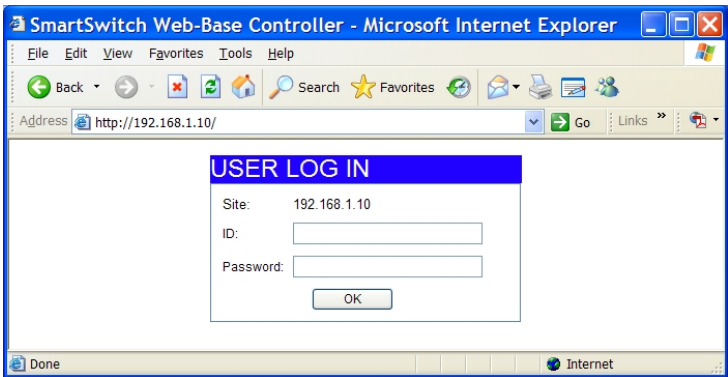 SmartSwitch Web-Base Controller - Microsoft Internet Explorer
File Edit View Favorites Tools Help
Back Search Favorites
Address http://192.168.1.10/ Go Links »
USER LOG IN
Site: 192.168.1.10
ID:
Password:
OK
Done Internet